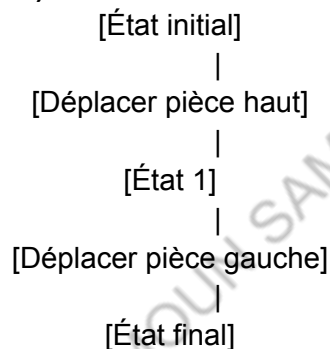 [État initial]
|
[Déplacer pièce haut]
|
[État 1]
|
[Déplacer pièce gauche]
|
[État final]